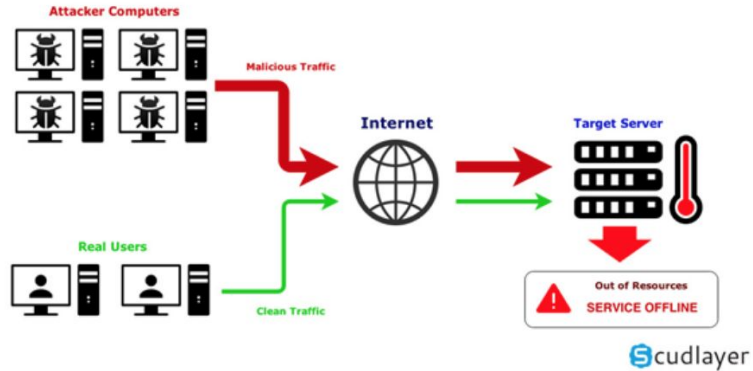 Attacker Computers
Malicious Traffic
Internet
Target Server
Real Users
Clean Traffic
Out of Resources
SERVICE OFFLINE
Scudlayer